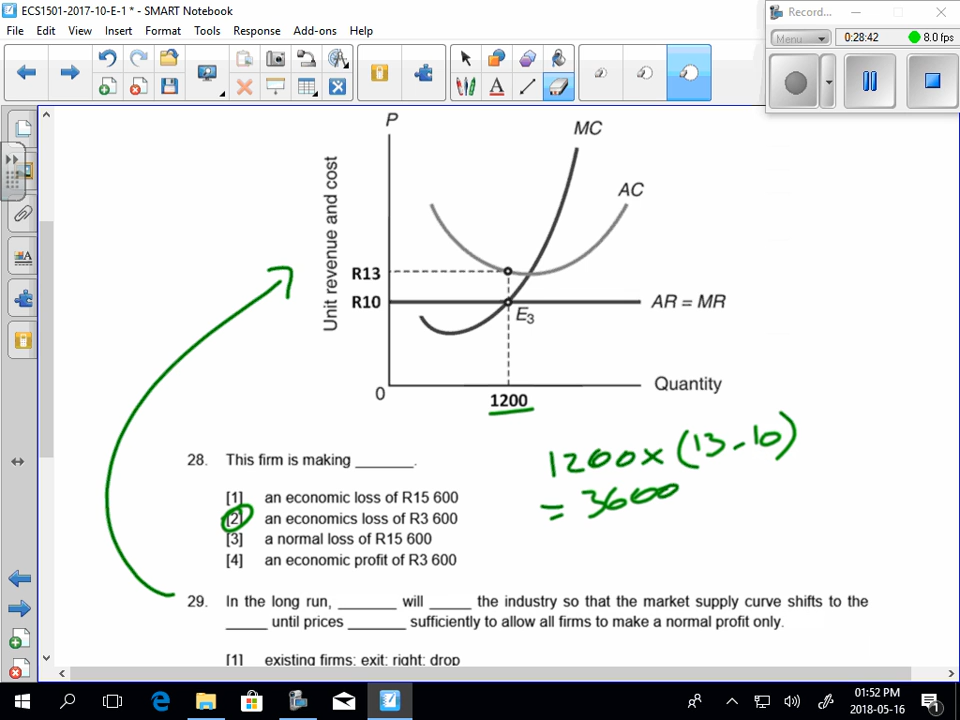 ECS1501-2017-10-E-1 * - SMART Notebook
Record...
File Edit View Insert Format Tools Response Add-ons Help
Menu 0:28:42 8.0 fps
P
MC
AC
Unit revenue and cost
R13
R10
AR = MR
E3
0
Quantity
1200
1200 x (13 - 10)
= 3600
28. This firm is making _______.
[1] an economic loss of R15 600
[2] an economics loss of R3 600
[3] a normal loss of R15 600
[4] an economic profit of R3 600
29. In the long run, _______ will _____ the industry so that the market supply curve shifts to the
_____ until prices _______ sufficiently to allow all firms to make a normal profit only.
[1] existing firms; exit; right; drop
01:52 PM
2018-05-16
1